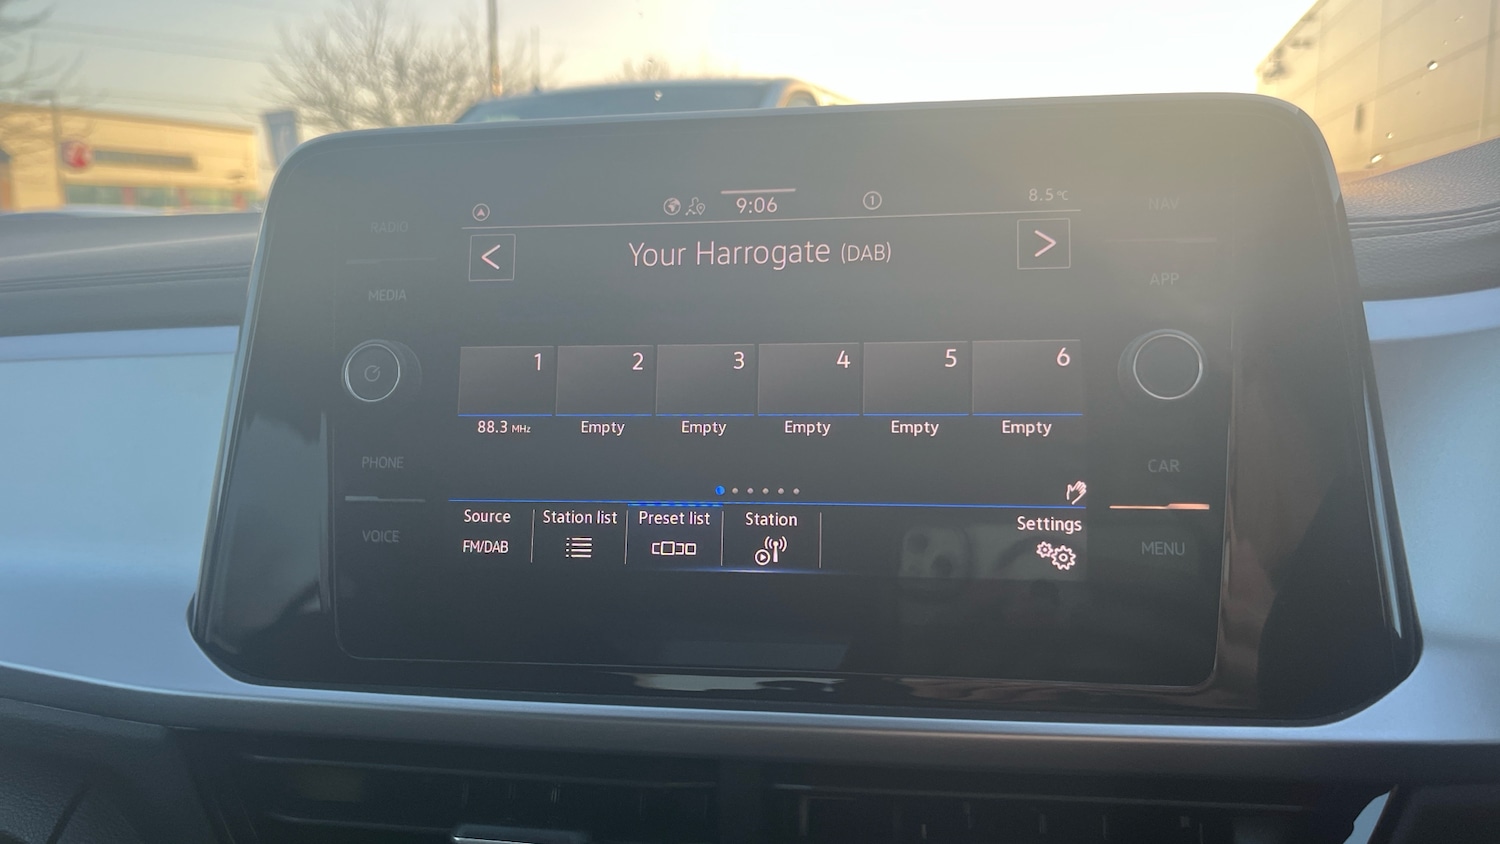 9:06
1
8.5°C
RADIO
NAV
Your Harrogate (DAB)
MEDIA
APP
1 2 3 4 5 6
88.3 MHz Empty Empty Empty Empty Empty
PHONE
CAR
Source Station list Preset list Station Settings
FM/DAB
VOICE
MENU